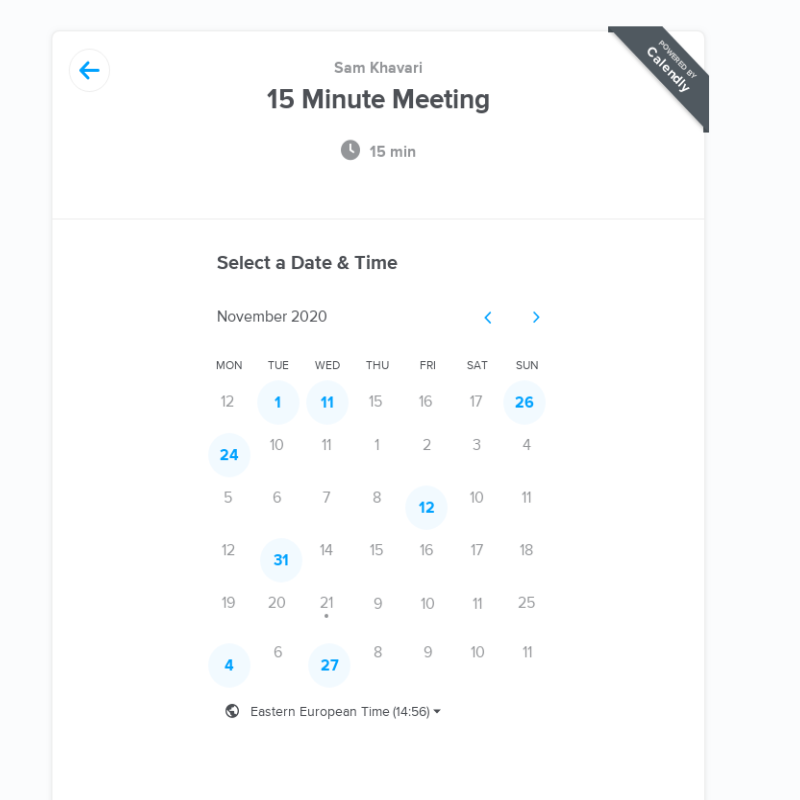 Sam Khavari
15 Minute Meeting
POWERED BY
Calendly
15 min
Select a Date & Time
November 2020
MON TUE WED THU FRI SAT SUN
12 1 11 15 16 17 26
24 10 11 1 2 3 4
5 6 7 8 12 10 11
12 31 14 15 16 17 18
19 20 21 9 10 11 25
4 6 27 8 9 10 11
Eastern European Time (14:56)